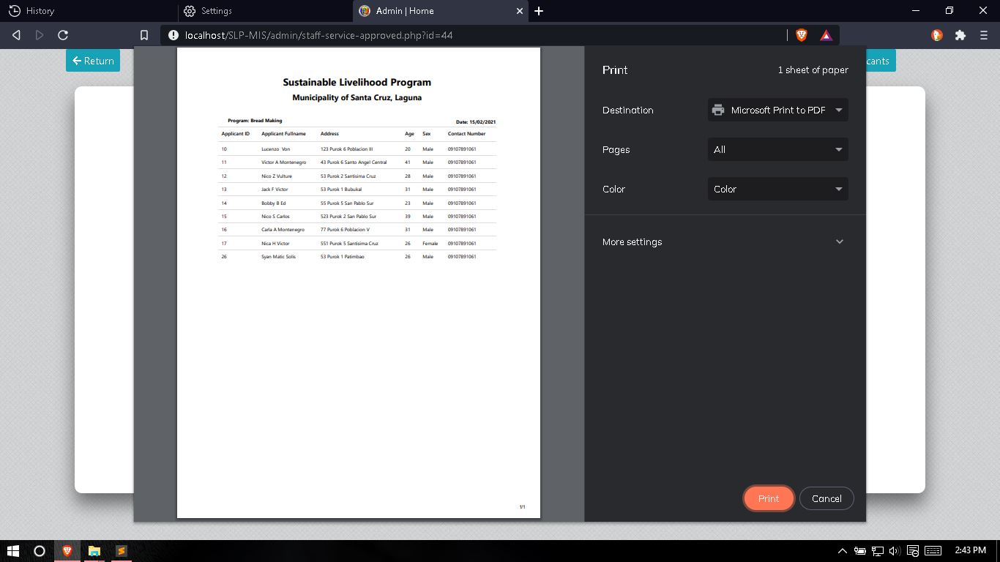 History
Settings
Admin | Home
localhost/SLP-MIS/admin/staff-service-approved.php?id=44
Return
cants
Sustainable Livelihood Program
Municipality of Santa Cruz, Laguna
Program: Bread Making Date: 15/02/2021
Applicant ID Applicant Fullname Address Age Sex Contact Number
10 Lucenzo Von 123 Purok 6 Poblacion III 20 Male 09107891061
11 Victor A Montenegro 43 Purok 6 Santo Angel Central 41 Male 09107891061
12 Nico Z Vulture 53 Purok 2 Santisima Cruz 28 Male 09107891061
13 Jack F Victor 53 Purok 1 Bubukal 31 Male 09107891061
14 Bobby B Ed 55 Purok 5 San Pablo Sur 23 Male 09107891061
15 Nico S Carlos 523 Purok 2 San Pablo Sur 39 Male 09107891061
16 Carla A Montenegro 77 Purok 6 Poblacion V 31 Male 09107891061
17 Nica H Victor 551 Purok 5 Santisima Cruz 26 Female 09107891061
26 Syan Matic Solis 53 Purok 1 Patimbao 26 Male 09107891061
1/1
Print 1 sheet of paper
Destination Microsoft Print to PDF
Pages All
Color Color
More settings
Print Cancel
2:43 PM